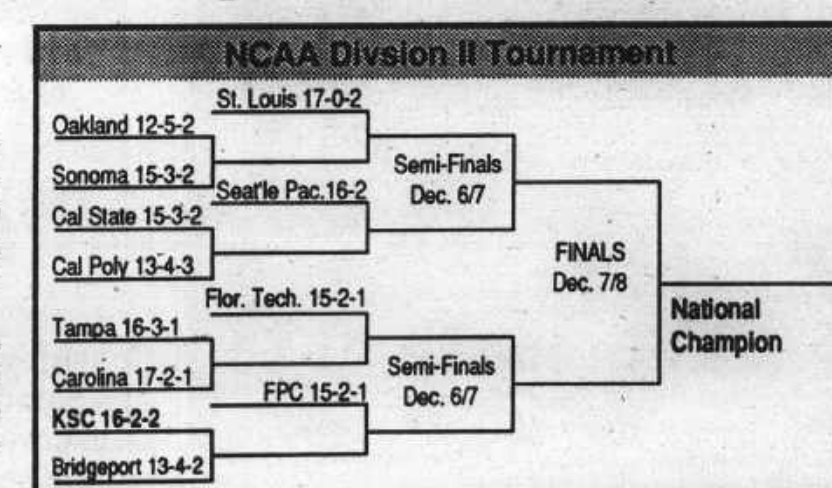 NCAA Divsion II Tournament
St. Louis 17-0-2
Oakland 12-5-2
Sonoma 15-3-2
Seat'le Pac.16-2
Cal State 15-3-2
Cal Poly 13-4-3
Semi-Finals
Dec. 6/7
FINALS
Dec. 7/8
Flor. Tech. 15-2-1
Tampa 16-3-1
Carolina 17-2-1
FPC 15-2-1
KSC 16-2-2
Bridgeport 13-4-2
Semi-Finals
Dec. 6/7
National
Champion